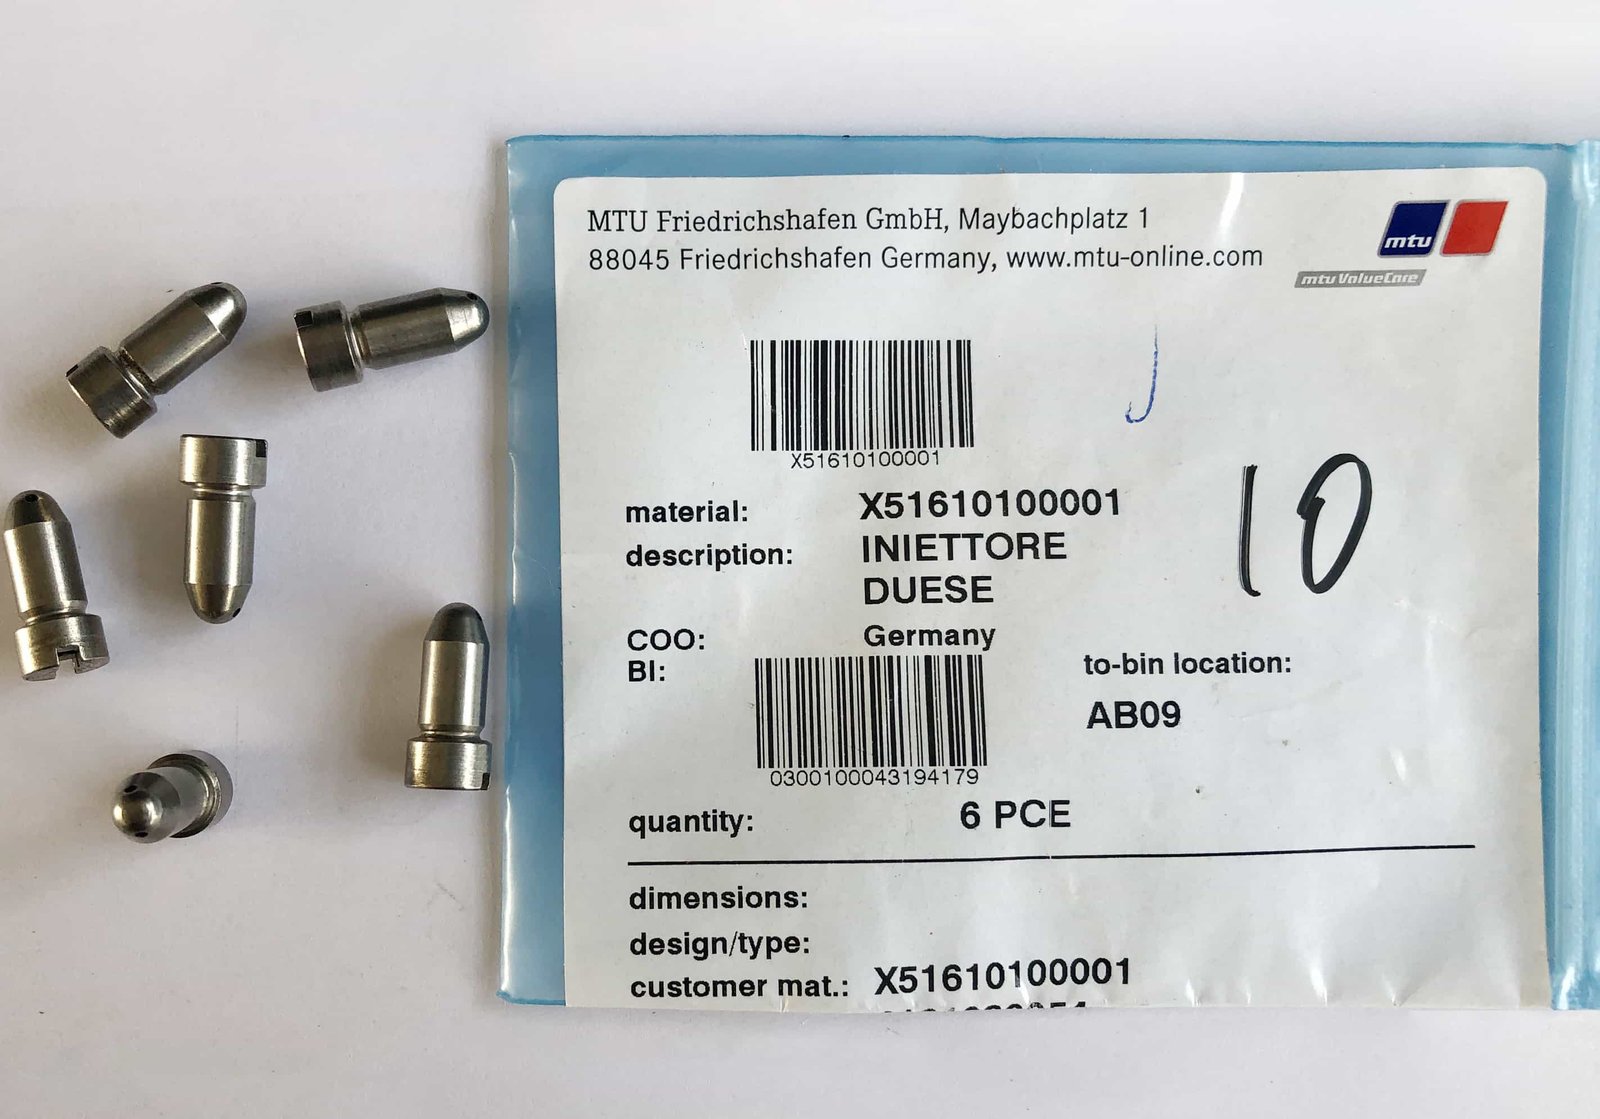 MTU Friedrichshafen GmbH, Maybachplatz 1
88045 Friedrichshafen Germany, www.mtu-online.com
mtu
mtu ValueCare
X51610100001
material: X51610100001
description: INIETTORE
DUESE
10
COO: Germany
BI:
to-bin location:
AB09
0300100043194179
quantity: 6 PCE
dimensions:
design/type:
customer mat.: X51610100001